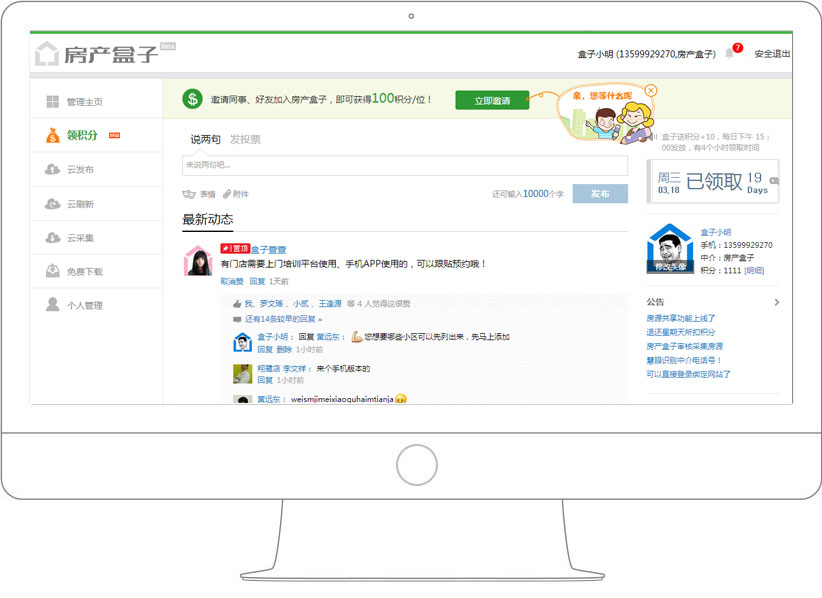 房产盒子 Beta
盒子小明 (13599929270,房产盒子)
7
安全退出
管理主页
领积分
云发布
云刷新
云采集
免费下载
个人管理
邀请同事、好友加入房产盒子，即可获得100积分/位！
立即邀请
亲，您等什么呢
说两句 发投票
来说两句吧...
表情 附件
还可输入10000个字
发布
最新动态
置顶 盒子萱萱
有门店需要上门培训平台使用、手机APP使用的，可以跟贴预约哦！
取消赞 回复 1天前
我、罗文瑶 、小贰 、王逢源 等 4 人觉得这很赞
还有14条较早的回复 »
盒子小明： 回复 黄远东： 您想要哪些小区可以先列出来，先马上添加
回复 删除 1小时前
翔鹭店 李文祥： 来个手机版本的
回复 1小时前
黄远东： weismjimeixiaoquhaimtianja
盒子送积分+10，每日下午 15：
00发放，有4个小时领取时间
周三
03.18
已领取
19
Days
修改头像
盒子小明
手机：13599929270
中介：房产盒子
积分：1111 [明细]
公告
房源共享功能上线了
退还星期天所扣积分
房产盒子审核采集房源
慧眼识别中介电话号！
可以直接登录绑定网站了